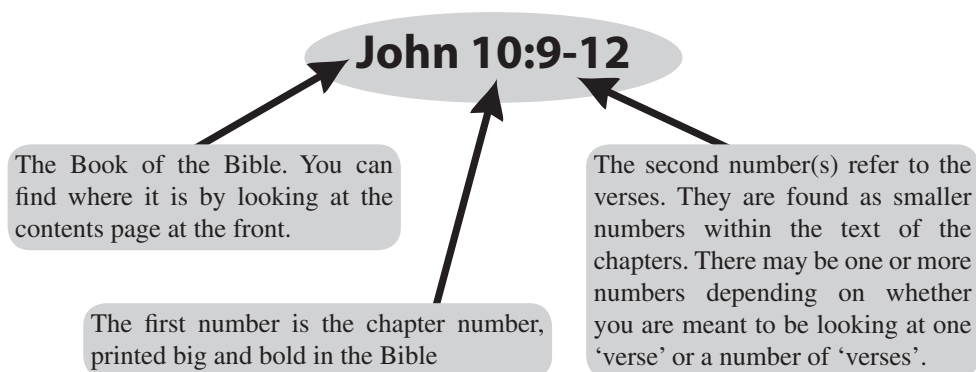 John 10:9-12
The Book of the Bible. You can
find where it is by looking at the
contents page at the front.
The first number is the chapter number,
printed big and bold in the Bible
The second number(s) refer to the
verses. They are found as smaller
numbers within the text of the
chapters. There may be one or more
numbers depending on whether
you are meant to be looking at one
‘verse’ or a number of ‘verses’.